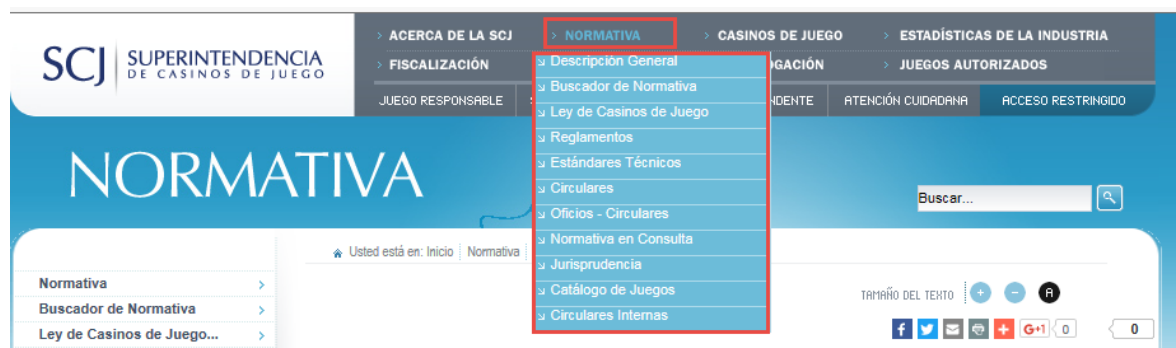 SCJ SUPERINTENDENCIA
DE CASINOS DE JUEGO
> ACERCA DE LA SCJ > NORMATIVA > CASINOS DE JUEGO > ESTADÍSTICAS DE LA INDUSTRIA
> FISCALIZACIÓN OGACIÓN > JUEGOS AUTORIZADOS
JUEGO RESPONSABLE NDENTE ATENCIÓN CUIDADANA ACCESO RESTRINGIDO
Descripción General
Buscador de Normativa
Ley de Casinos de Juego
Reglamentos
Estándares Técnicos
Circulares
Oficios - Circulares
Normativa en Consulta
Jurisprudencia
Catálogo de Juegos
Circulares Internas
NORMATIVA
Buscar...
Usted está en: Inicio Normativa
Normativa >
Buscador de Normativa >
Ley de Casinos de Juego... >
TAMAÑO DEL TEXTO + - A
G+1 0 0